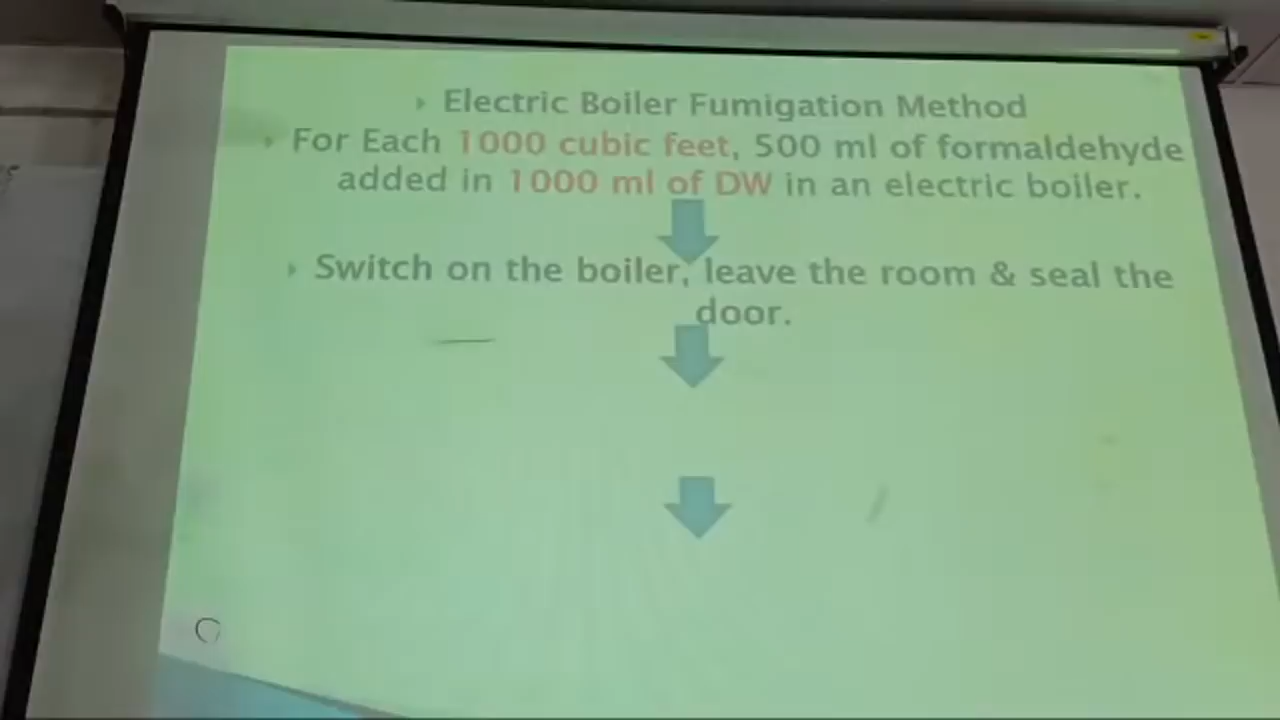 Electric Boiler Fumigation Method
For Each 1000 cubic feet, 500 ml of formaldehyde
added in 1000 ml of DW in an electric boiler.
Switch on the boiler, leave the room & seal the
door.